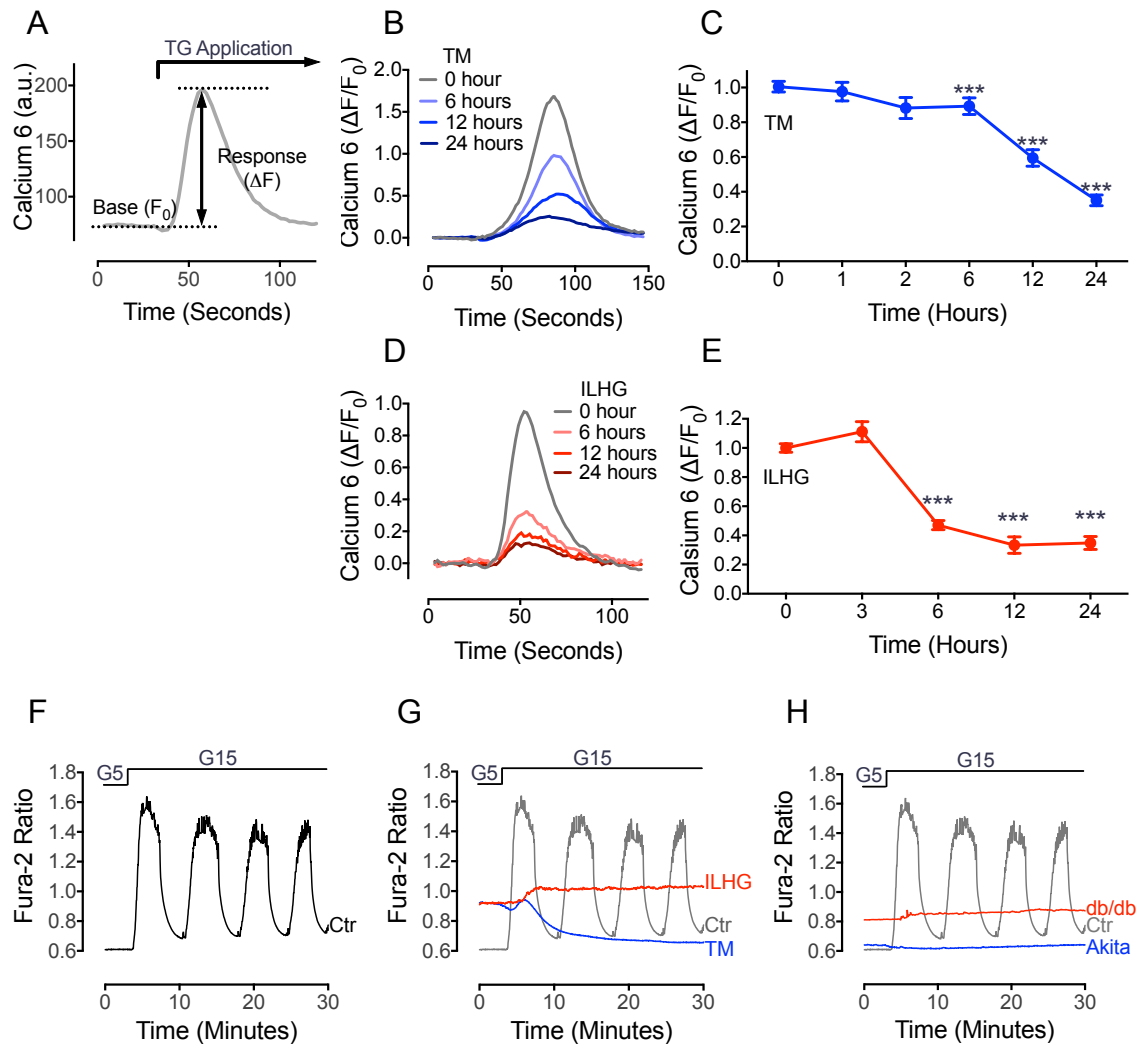 A
TG Application
Calcium 6 (a.u.)
200
100
Response
(ΔF)
Base (F0)
0 50 100
Time (Seconds)
B
TM
0 hour
6 hours
12 hours
24 hours
Calcium 6 (ΔF/F0)
2.0
1.5
1.0
0.5
0.0
0 50 100 150
Time (Seconds)
C
Calcium 6 (ΔF/F0)
1.0
0.8
0.6
0.4
0.2
0.0
TM
***
***
***
0 1 2 6 12 24
Time (Hours)
D
ILHG
0 hour
6 hours
12 hours
24 hours
Calcium 6 (ΔF/F0)
1.0
0.8
0.6
0.4
0.2
0.0
0 50 100
Time (Seconds)
E
Calsium 6 (ΔF/F0)
1.2
1.0
0.8
0.6
0.4
0.2
0.0
ILHG
*** *** ***
0 3 6 12 24
Time (Hours)
F
G5 G15
Fura-2 Ratio
1.8
1.6
1.4
1.2
1.0
0.8
0.6
Ctr
0 10 20 30
Time (Minutes)
G
G5 G15
Fura-2 Ratio
1.8
1.6
1.4
1.2
1.0
0.8
0.6
ILHG
Ctr
TM
0 10 20 30
Time (Minutes)
H
G5 G15
Fura-2 Ratio
1.8
1.6
1.4
1.2
1.0
0.8
0.6
db/db
Ctr
Akita
0 10 20 30
Time (Minutes)